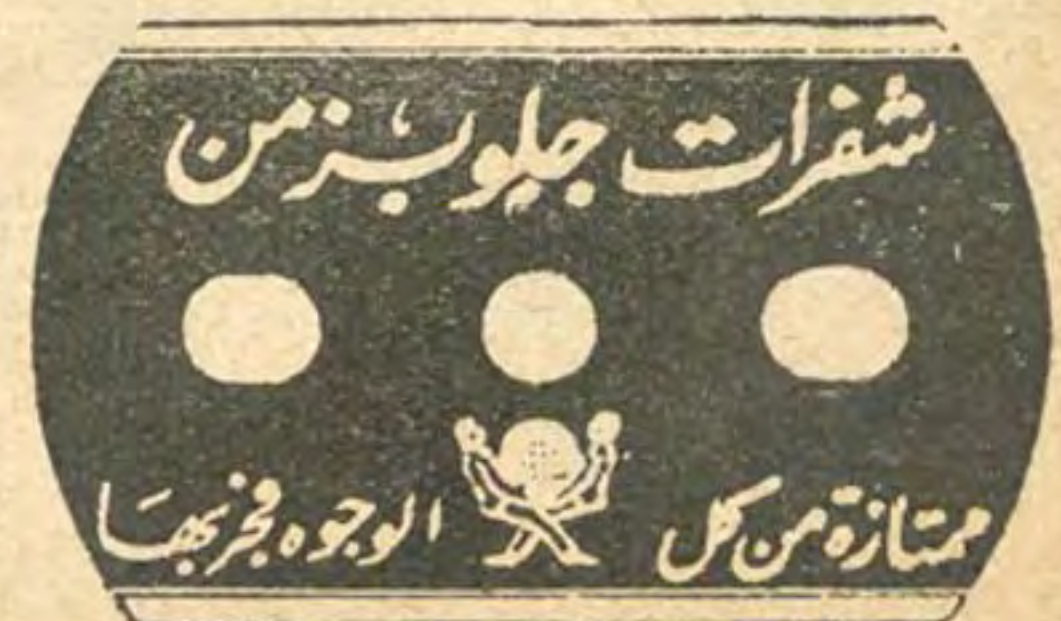 شفرات جلوبزمن
ممتازة من كل الوجوه فجربها